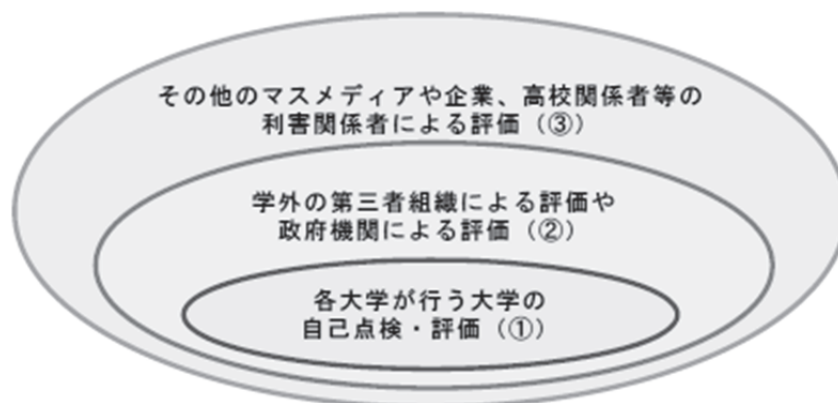 その他のマスメディアや企業、高校関係者等の
利害関係者による評価（③）
学外の第三者組織による評価や
政府機関による評価（②）
各大学が行う大学の
自己点検・評価（①）